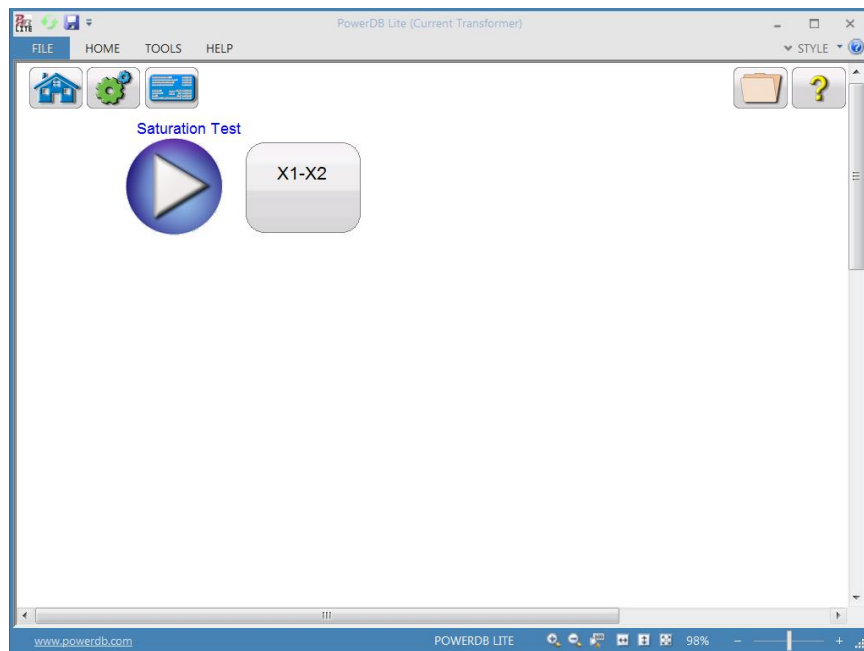 PowerDB Lite (Current Transformer)
FILE HOME TOOLS HELP STYLE
Saturation Test
X1-X2
www.powerdb.com POWERDB LITE 98%